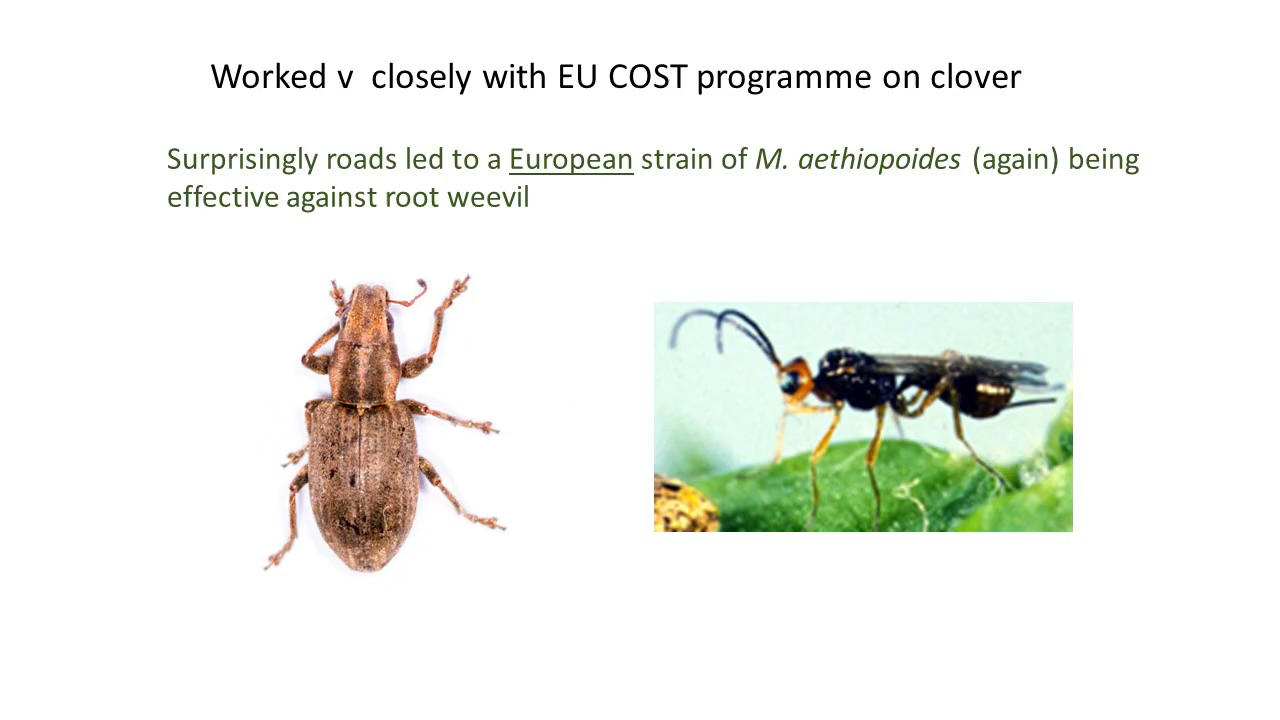 Worked v  closely with EU COST programme on clover
Surprisingly roads led to a European strain of M. aethiopoides (again) being
effective against root weevil